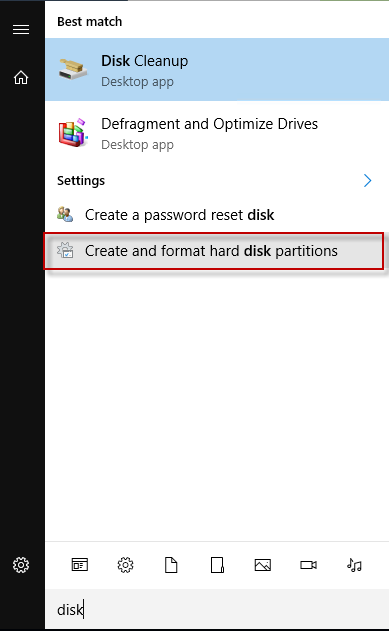 Best match
Disk Cleanup
Desktop app
Defragment and Optimize Drives
Desktop app
Settings
Create a password reset disk
Create and format hard disk partitions
disk